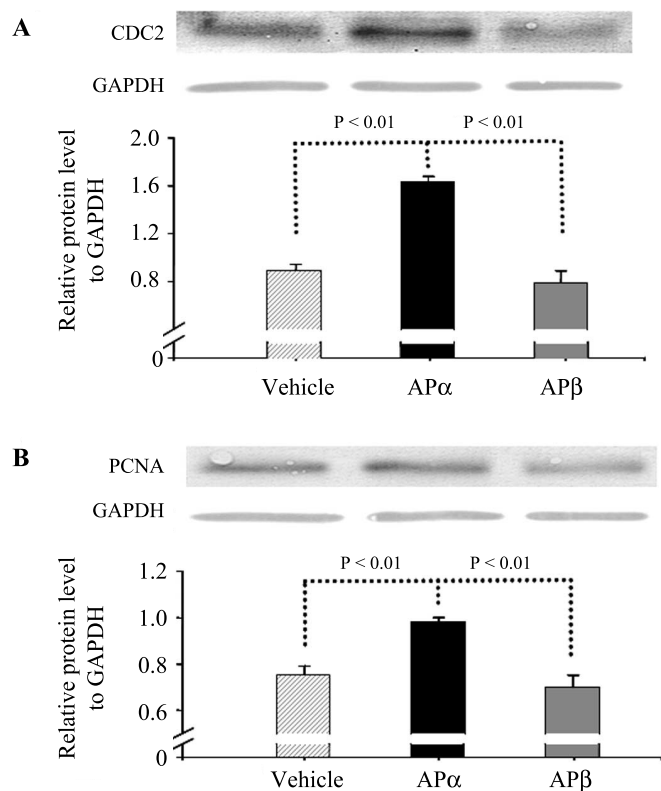 A
CDC2
GAPDH
P < 0.01 P < 0.01
Relative protein level
to GAPDH
2.0
1.6
1.2
0.8
0
Vehicle APα APβ
B
PCNA
GAPDH
P < 0.01 P < 0.01
Relative protein level
to GAPDH
1.2
1.0
0.8
0.6
0
Vehicle APα APβ